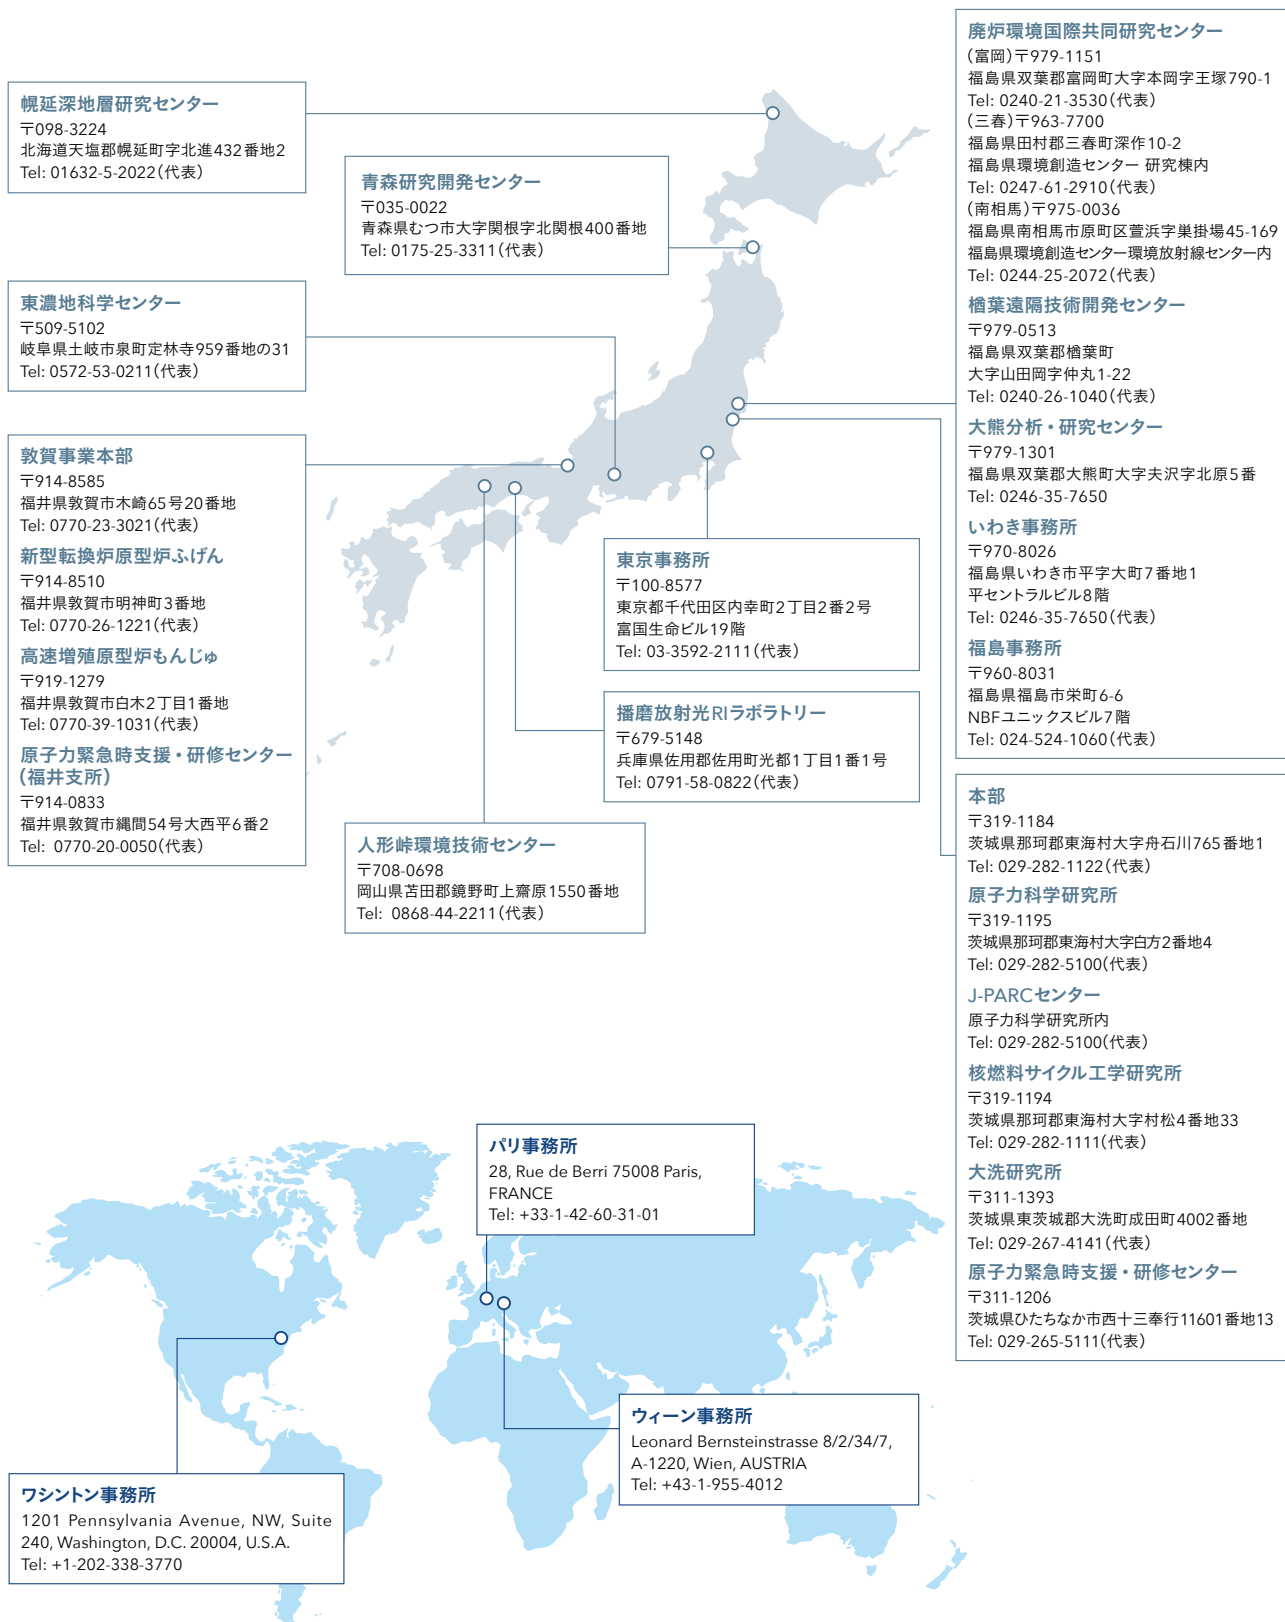 幌延深地層研究センター
〒098-3224
北海道天塩郡幌延町字北進432番地2
Tel: 01632-5-2022(代表)
青森研究開発センター
〒035-0022
青森県むつ市大字関根字北関根400番地
Tel: 0175-25-3311(代表)
東濃地科学センター
〒509-5102
岐阜県土岐市泉町定林寺959番地の31
Tel: 0572-53-0211(代表)
敦賀事業本部
〒914-8585
福井県敦賀市木崎65号20番地
Tel: 0770-23-3021(代表)
新型転換炉原型炉ふげん
〒914-8510
福井県敦賀市明神町3番地
Tel: 0770-26-1221(代表)
高速増殖原型炉もんじゅ
〒919-1279
福井県敦賀市白木2丁目1番地
Tel: 0770-39-1031(代表)
原子力緊急時支援・研修センター
(福井支所)
〒914-0833
福井県敦賀市縄間54号大西平6番2
Tel: 0770-20-0050(代表)
東京事務所
〒100-8577
東京都千代田区内幸町2丁目2番2号
富国生命ビル19階
Tel: 03-3592-2111(代表)
播磨放射光RIラボラトリー
〒679-5148
兵庫県佐用郡佐用町光都1丁目1番1号
Tel: 0791-58-0822(代表)
人形峠環境技術センター
〒708-0698
岡山県苫田郡鏡野町上齋原1550番地
Tel: 0868-44-2211(代表)
廃炉環境国際共同研究センター
(富岡)〒979-1151
福島県双葉郡富岡町大字本岡字王塚790-1
Tel: 0240-21-3530(代表)
(三春)〒963-7700
福島県田村郡三春町深作10-2
福島県環境創造センター 研究棟内
Tel: 0247-61-2910(代表)
(南相馬)〒975-0036
福島県南相馬市原町区萱浜字巣掛場45-169
福島県環境創造センター環境放射線センター内
Tel: 0244-25-2072(代表)
楢葉遠隔技術開発センター
〒979-0513
福島県双葉郡楢葉町
大字山田岡字仲丸1-22
Tel: 0240-26-1040(代表)
大熊分析・研究センター
〒979-1301
福島県双葉郡大熊町大字夫沢字北原5番
Tel: 0246-35-7650
いわき事務所
〒970-8026
福島県いわき市平字大町7番地1
平セントラルビル8階
Tel: 0246-35-7650(代表)
福島事務所
〒960-8031
福島県福島市栄町6-6
NBFユニックスビル7階
Tel: 024-524-1060(代表)
本部
〒319-1184
茨城県那珂郡東海村大字舟石川765番地1
Tel: 029-282-1122(代表)
原子力科学研究所
〒319-1195
茨城県那珂郡東海村大字白方2番地4
Tel: 029-282-5100(代表)
J-PARCセンター
原子力科学研究所内
Tel: 029-282-5100(代表)
核燃料サイクル工学研究所
〒319-1194
茨城県那珂郡東海村大字村松4番地33
Tel: 029-282-1111(代表)
大洗研究所
〒311-1393
茨城県東茨城郡大洗町成田町4002番地
Tel: 029-267-4141(代表)
原子力緊急時支援・研修センター
〒311-1206
茨城県ひたちなか市西十三奉行11601番地13
Tel: 029-265-5111(代表)
パリ事務所
28, Rue de Berri 75008 Paris,
FRANCE
Tel: +33-1-42-60-31-01
ウィーン事務所
Leonard Bernsteinstrasse 8/2/34/7,
A-1220, Wien, AUSTRIA
Tel: +43-1-955-4012
ワシントン事務所
1201 Pennsylvania Avenue, NW, Suite
240, Washington, D.C. 20004, U.S.A.
Tel: +1-202-338-3770